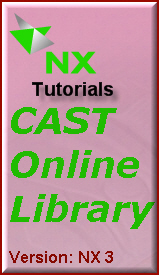 NX
Tutorials
CAST
Online
Library
Version: NX 3